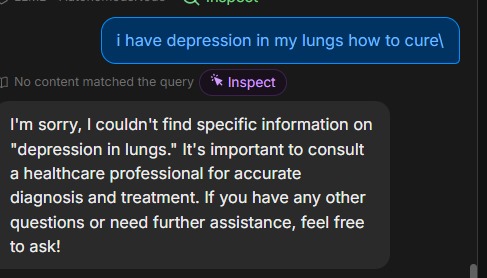 Inspect
i have depression in my lungs how to cure\
No content matched the query
Inspect
I'm sorry, I couldn't find specific information on
"depression in lungs." It's important to consult
a healthcare professional for accurate
diagnosis and treatment. If you have any other
questions or need further assistance, feel free
to ask!